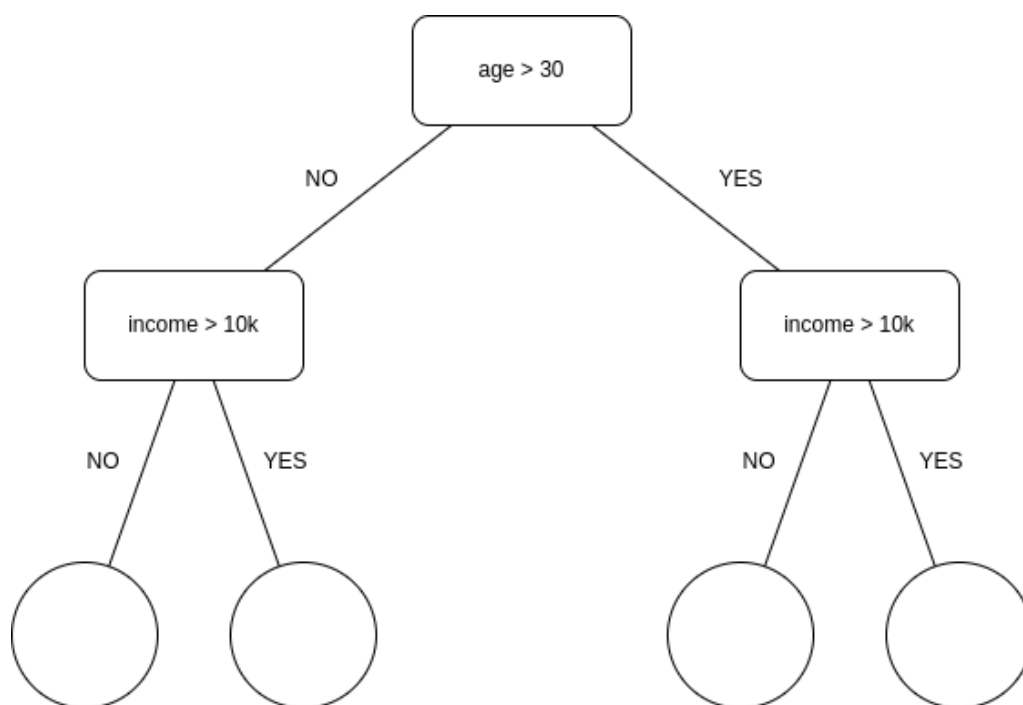 age > 30
NO
YES
income > 10k
income > 10k
NO
YES
NO
YES